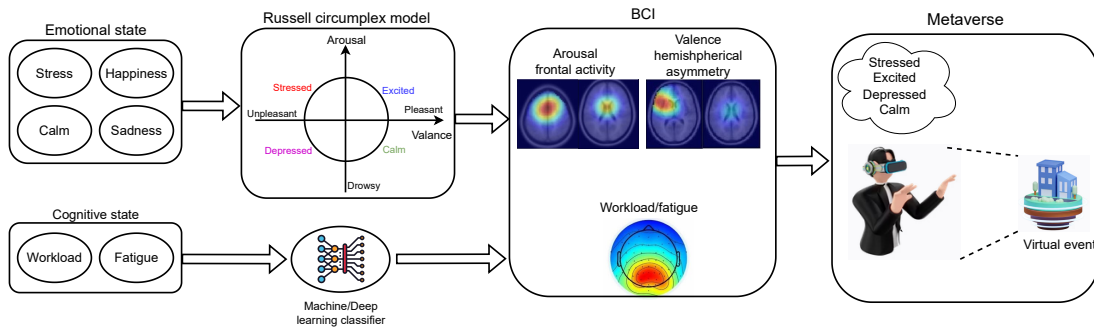 Emotional state
Stress
Happiness
Calm
Sadness
Russell circumplex model
Arousal
Stressed
Excited
Unpleasant
Pleasant
Valance
Depressed
Calm
Drowsy
BCI
Arousal
frontal activity
Valence
hemishpherical
asymmetry
Metaverse
Stressed
Excited
Depressed
Calm
Virtual event
Cognitive state
Workload
Fatigue
Machine/Deep
learning classifier
Workload/fatigue